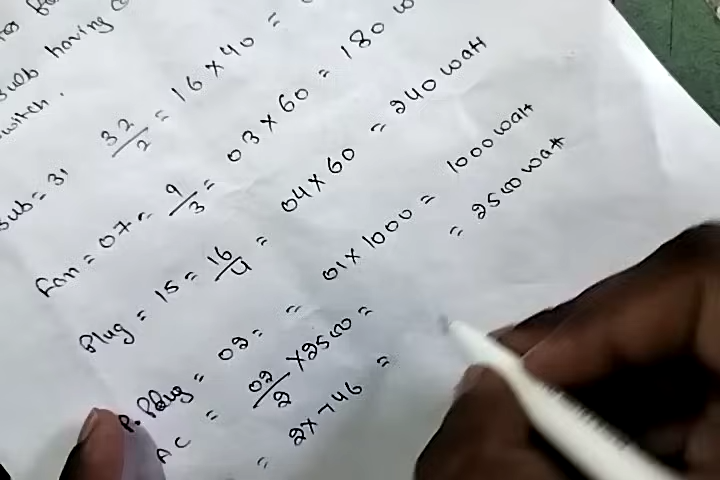 bulb having
switch.
Bulb = 31 32/2 = 16 × 40 =
Fan = 07 = 9/3 = 03 × 60 = 180 w
Plug = 15 = 16/4 = 04 × 60 = 240 watt
P. Plug = 02 = = 01 × 1000 = 1000 watt
AC = 02/2 × 2500 = = 2500 watt
= 2 × 746 =